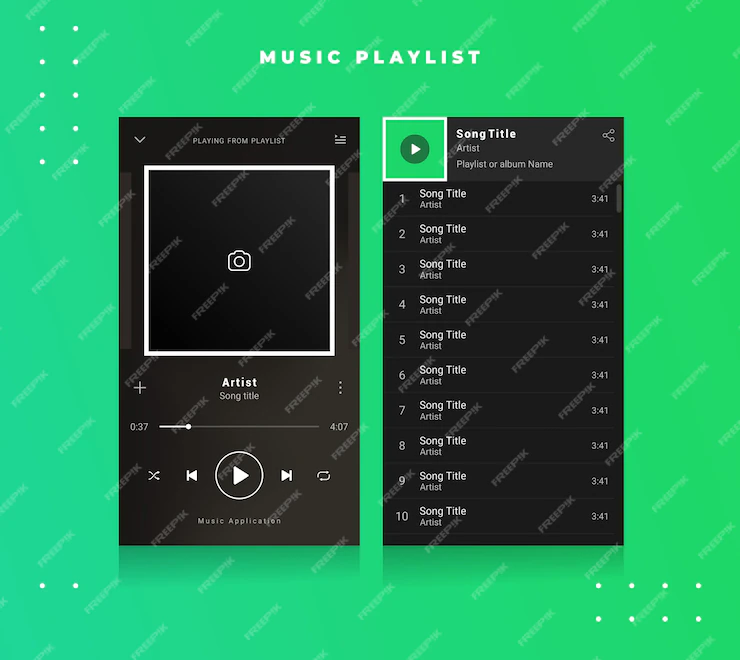 MUSIC PLAYLIST
PLAYING FROM PLAYLIST
Artist
Song title
0:37
4:07
Music Application
Song Title
Artist
Playlist or album Name
1 Song Title 3:41
Artist
2 Song Title 3:41
Artist
3 Song Title 3:41
Artist
4 Song Title 3:41
Artist
5 Song Title 3:41
Artist
6 Song Title 3:41
Artist
7 Song Title 3:41
Artist
8 Song Title 3:41
Artist
9 Song Title 3:41
Artist
10 Song Title 3:41
Artist
FREEPIK